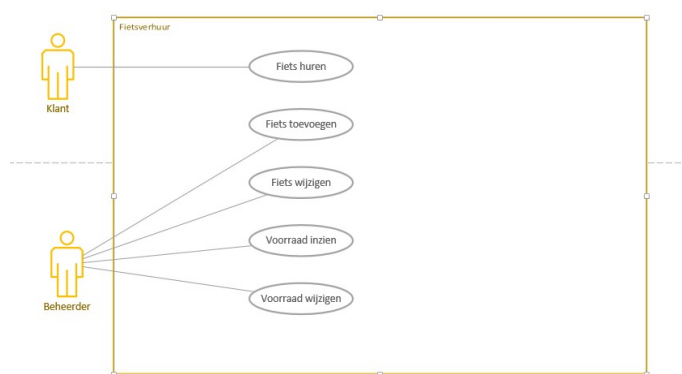 Fietsverhuur
Fiets huren
Klant
Fiets toevoegen
Fiets wijzigen
Voorraad inzien
Beheerder
Voorraad wijzigen